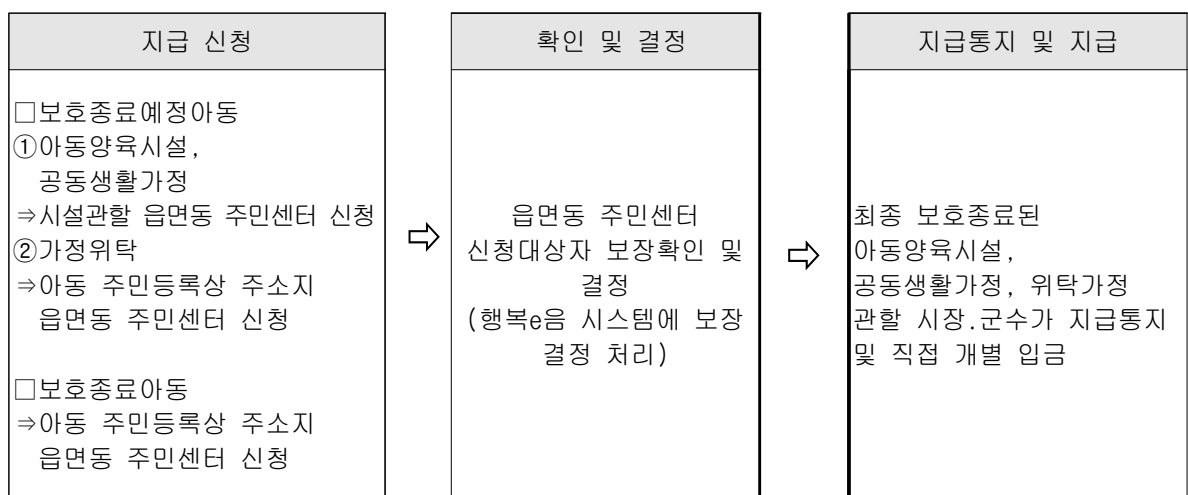 지급 신청
□보호종료예정아동
①아동양육시설,
공동생활가정
⇒시설관할 읍면동 주민센터 신청
②가정위탁
⇒아동 주민등록상 주소지
읍면동 주민센터 신청
□보호종료아동
⇒아동 주민등록상 주소지
읍면동 주민센터 신청
⇨
확인 및 결정
읍면동 주민센터
신청대상자 보장확인 및
결정
(행복e음 시스템에 보장
결정 처리)
⇨
지급통지 및 지급
최종 보호종료된
아동양육시설,
공동생활가정, 위탁가정
관할 시장.군수가 지급통지
및 직접 개별 입금